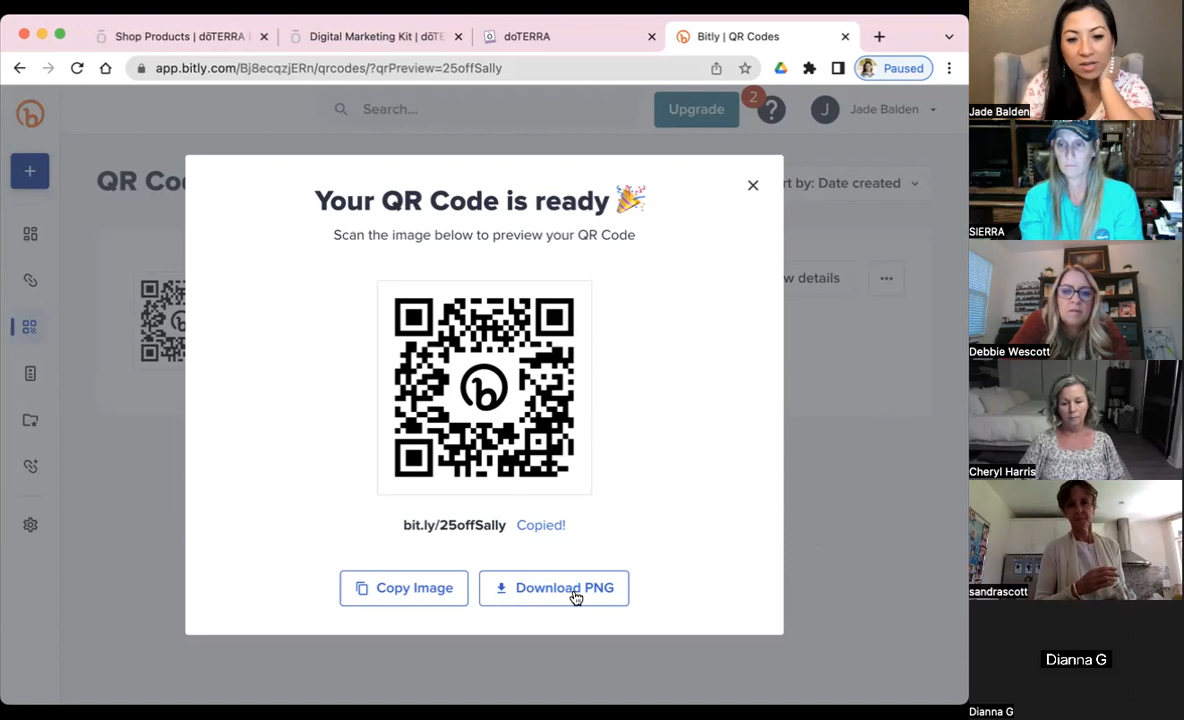 Shop Products | dōTERRA
Digital Marketing Kit | dōTE
doTERRA
Bitly | QR Codes
app.bitly.com/Bj8ecqzjERn/qrcodes/?qrPreview=25offSally
Paused
Search...
Upgrade
2
?
J
Jade Balden
QR Co
rt by: Date created
w details
Your QR Code is ready
Scan the image below to preview your QR Code
b
bit.ly/25offSally Copied!
Copy Image
Download PNG
Jade Balden
SIERRA
Debbie Wescott
Cheryl Harris
sandrascott
Dianna G
Dianna G